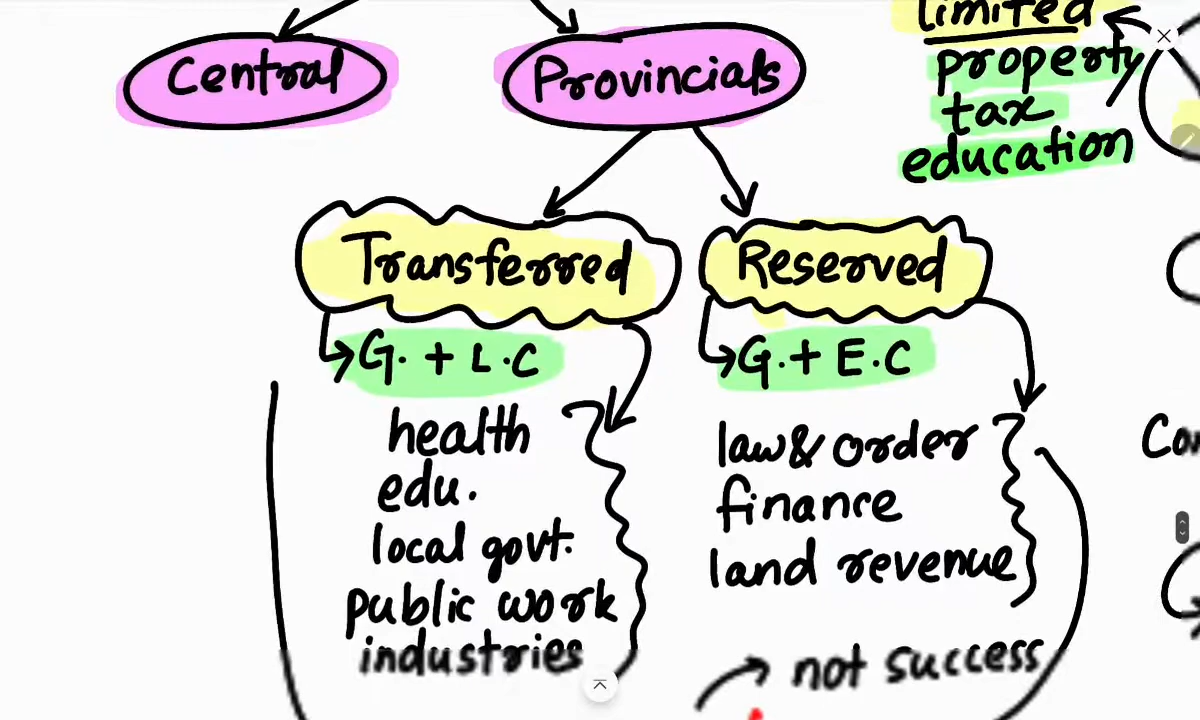 limited
property
tax
education
Central
Provincials
Transferred
Reserved
G. + L.C
G. + E.C
health
edu.
local govt.
public work
industries
law & order
finance
land revenue
not success